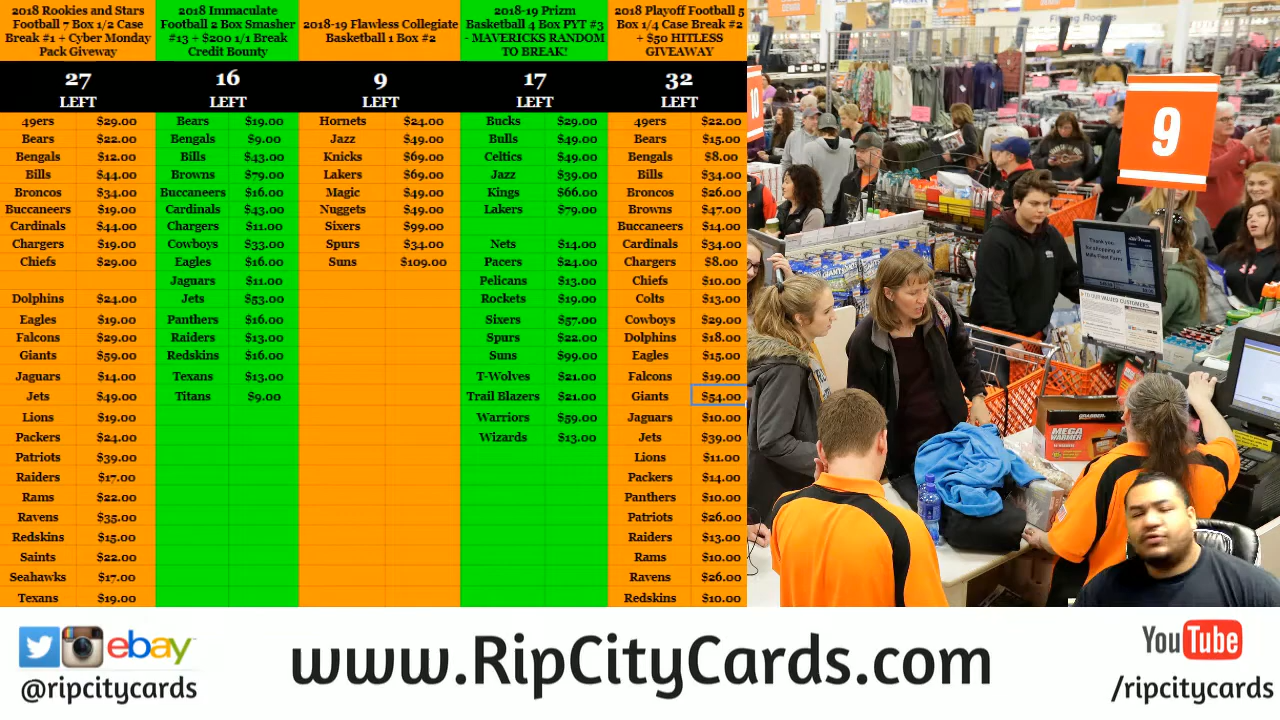 2018 Rookies and Stars
Football 7 Box 1/2 Case
Break #1 + Cyber Monday
Pack Giveway
27
LEFT
49ers $29.00
Bears $22.00
Bengals $12.00
Bills $44.00
Broncos $34.00
Buccaneers $19.00
Cardinals $44.00
Chargers $19.00
Chiefs $29.00
Dolphins $24.00
Eagles $19.00
Falcons $29.00
Giants $59.00
Jaguars $14.00
Jets $49.00
Lions $19.00
Packers $24.00
Patriots $39.00
Raiders $17.00
Rams $22.00
Ravens $35.00
Redskins $15.00
Saints $22.00
Seahawks $17.00
Texans $19.00
2018 Immaculate
Football 2 Box Smasher
#13 + $200 1/1 Break
Credit Bounty
16
LEFT
Bears $19.00
Bengals $9.00
Bills $43.00
Browns $79.00
Buccaneers $16.00
Cardinals $43.00
Chargers $11.00
Cowboys $33.00
Eagles $16.00
Jaguars $11.00
Jets $53.00
Panthers $16.00
Raiders $13.00
Redskins $16.00
Texans $13.00
Titans $9.00
2018-19 Flawless Collegiate
Basketball 1 Box #2
9
LEFT
Hornets $24.00
Jazz $49.00
Knicks $69.00
Lakers $69.00
Magic $49.00
Nuggets $49.00
Sixers $99.00
Spurs $34.00
Suns $109.00
2018-19 Prizm
Basketball 4 Box PYT #3
- MAVERICKS RANDOM
TO BREAK!
17
LEFT
Bucks $29.00
Bulls $49.00
Celtics $49.00
Jazz $39.00
Kings $66.00
Lakers $79.00
Nets $14.00
Pacers $24.00
Pelicans $13.00
Rockets $19.00
Sixers $57.00
Spurs $22.00
Suns $99.00
T-Wolves $21.00
Trail Blazers $21.00
Warriors $59.00
Wizards $13.00
2018 Playoff Football 5
Box 1/4 Case Break #2
+ $50 HITLESS
GIVEAWAY
32
LEFT
49ers $22.00
Bears $15.00
Bengals $8.00
Bills $34.00
Broncos $26.00
Browns $47.00
Buccaneers $14.00
Cardinals $34.00
Chargers $8.00
Chiefs $10.00
Colts $13.00
Cowboys $29.00
Dolphins $18.00
Eagles $15.00
Falcons $19.00
Giants $54.00
Jaguars $10.00
Jets $39.00
Lions $11.00
Packers $14.00
Panthers $10.00
Patriots $26.00
Raiders $13.00
Rams $10.00
Ravens $26.00
Redskins $10.00
10
9
Thank you
for shopping at
Mills Fleet Farm
TO OUR VALUED CUSTOMERS
MEGA
WARMER
ebay
@ripcitycards
www.RipCityCards.com
YouTube
/ripcitycards